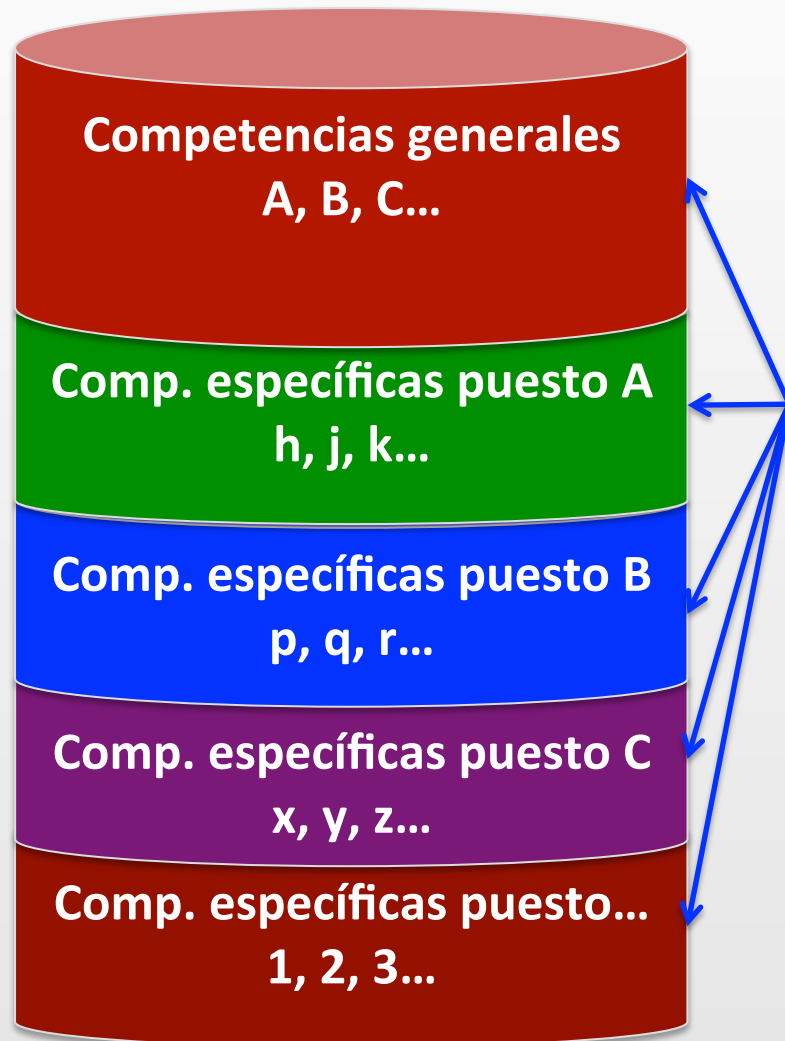 Competencias generales
A, B, C…
Comp. específicas puesto A
h, j, k…
Comp. específicas puesto B
p, q, r…
Comp. específicas puesto C
x, y, z…
Comp. específicas puesto…
1, 2, 3…